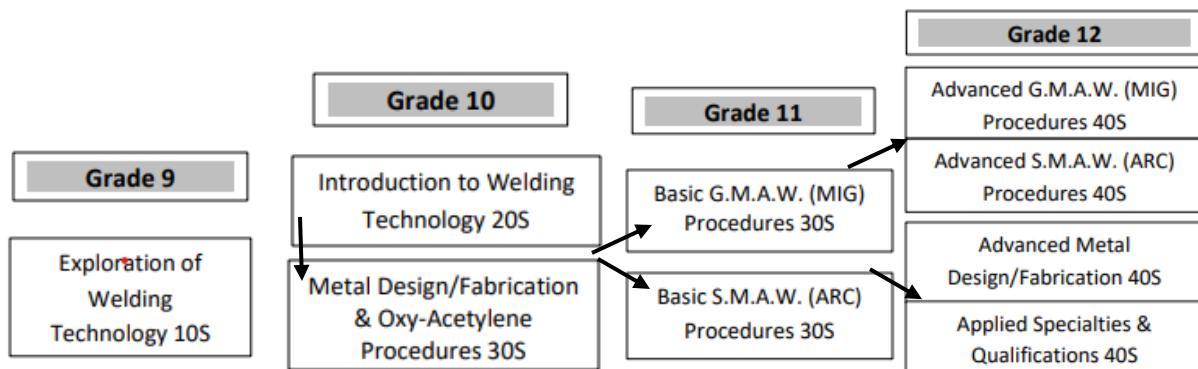 Grade 9
Exploration of
Welding
Technology 10S
Grade 10
Introduction to Welding
Technology 20S
Metal Design/Fabrication
& Oxy-Acetylene
Procedures 30S
Grade 11
Basic G.M.A.W. (MIG)
Procedures 30S
Basic S.M.A.W. (ARC)
Procedures 30S
Grade 12
Advanced G.M.A.W. (MIG)
Procedures 40S
Advanced S.M.A.W. (ARC)
Procedures 40S
Advanced Metal
Design/Fabrication 40S
Applied Specialties &
Qualifications 40S